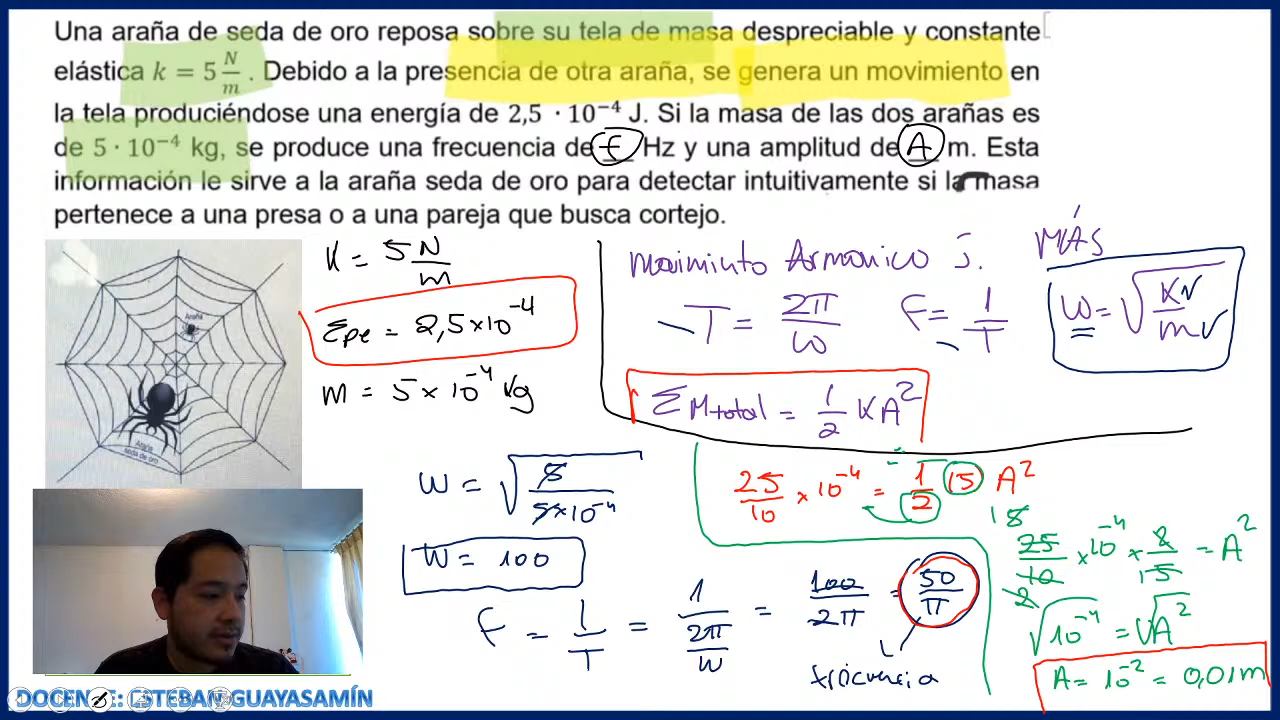 Una araña de seda de oro reposa sobre su tela de masa despreciable y constante
elástica k = 5 N/m . Debido a la presencia de otra araña, se genera un movimiento en
la tela produciéndose una energía de 2,5 · 10⁻⁴ J. Si la masa de las dos arañas es
de 5 · 10⁻⁴ kg, se produce una frecuencia de f Hz y una amplitud de A m. Esta
información le sirve a la araña seda de oro para detectar intuitivamente si la masa
pertenece a una presa o a una pareja que busca cortejo.
Araña
Araña
seda de oro
K = 5 N/m
Epe = 2,5 × 10⁻⁴
m = 5 × 10⁻⁴ kg
Movimiento Armonico S.
MÁS
T = 2π/W
F = 1/T
W = √(K/m)
EMtotal = 1/2 KA²
W = √(5/(5×10⁻⁴))
W = 100
F = 1/T = 1/(2π/W) = 100/2π = 50/π
frecuencia
25/10 × 10⁻⁴ = 1/2 15 A²
1 5
25/10 × 10⁻⁴ × 2/15 = A²
2
√10⁻⁴ = √A²
A = 10⁻² = 0,01 m
DOCENTE: ESTEBAN GUAYASAMÍN